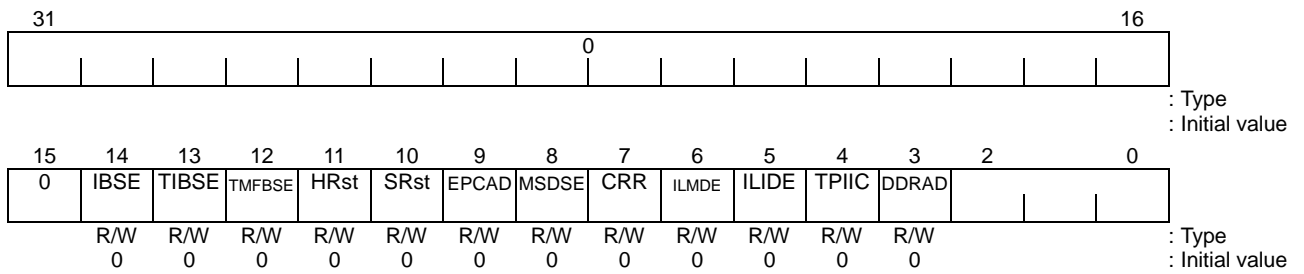 31 16
0
: Type
: Initial value
15 14 13 12 11 10 9 8 7 6 5 4 3 2 0
0 IBSE TIBSE TMFBSE HRst SRst EPCAD MSDSE CRR ILMDE ILIDE TPIIC DDRAD
R/W R/W R/W R/W R/W R/W R/W R/W R/W R/W R/W R/W : Type
0 0 0 0 0 0 0 0 0 0 0 0 : Initial value